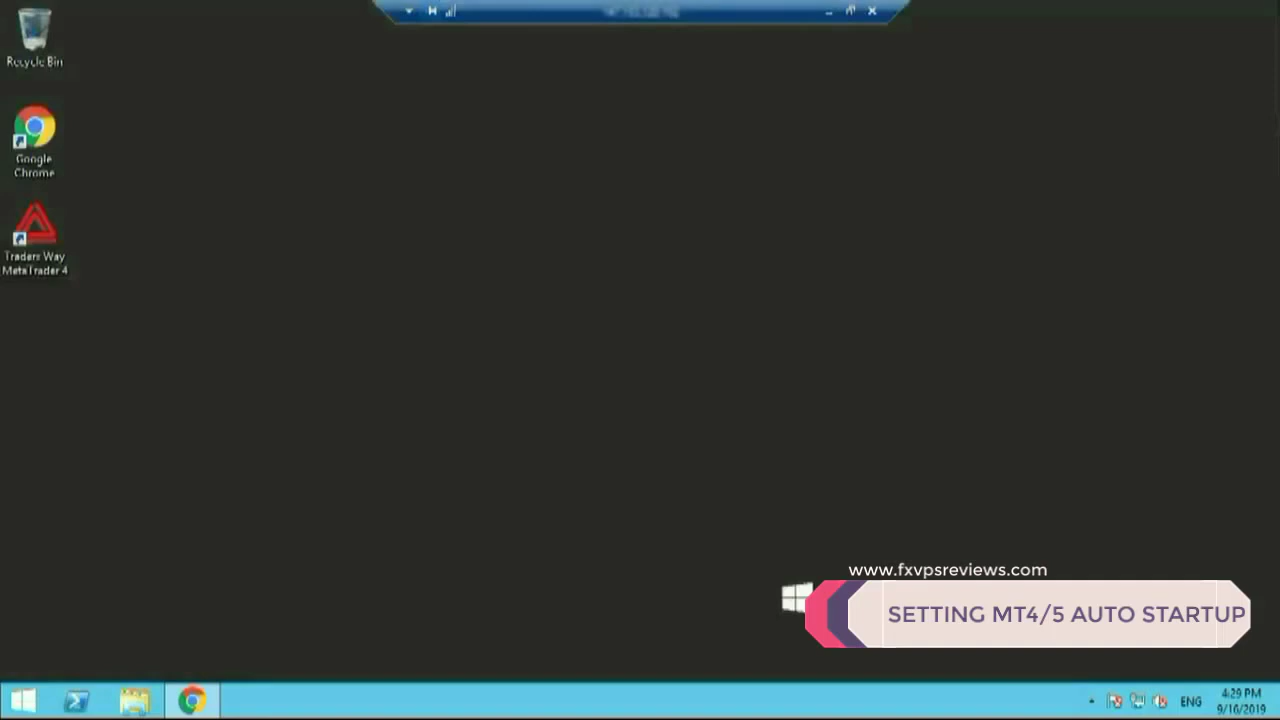 Recycle Bin
Google
Chrome
Traders Way
MetaTrader 4
www.fxvpsreviews.com
SETTING MT4/5 AUTO STARTUP
ENG
4:29 PM
9/16/2019